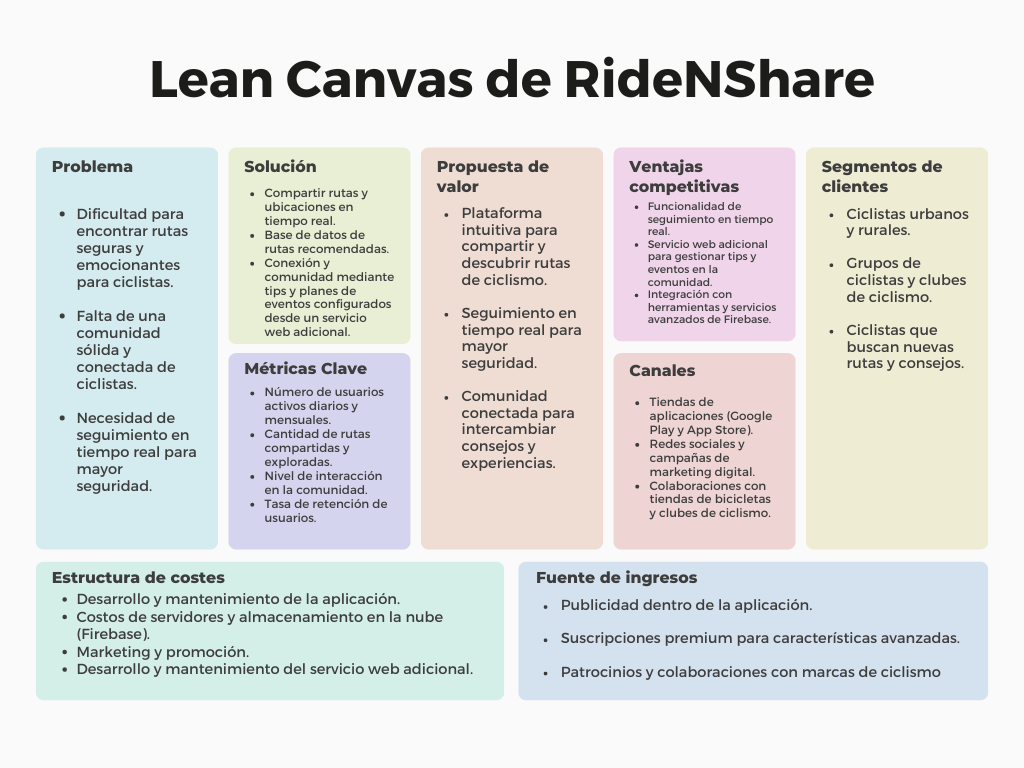 Lean Canvas de RideNShare
Problema
• Dificultad para
encontrar rutas
seguras y
emocionantes
para ciclistas.
• Falta de una
comunidad
sólida y
conectada de
ciclistas.
• Necesidad de
seguimiento en
tiempo real para
mayor
seguridad.
Solución
• Compartir rutas y
ubicaciones en
tiempo real.
• Base de datos de
rutas recomendadas.
• Conexión y
comunidad mediante
tips y planes de
eventos configurados
desde un servicio
web adicional.
Métricas Clave
• Número de usuarios
activos diarios y
mensuales.
• Cantidad de rutas
compartidas y
exploradas.
• Nivel de interacción
en la comunidad.
• Tasa de retención de
usuarios.
Propuesta de
valor
• Plataforma
intuitiva para
compartir y
descubrir rutas
de ciclismo.
• Seguimiento en
tiempo real para
mayor
seguridad.
• Comunidad
conectada para
intercambiar
consejos y
experiencias.
Ventajas
competitivas
• Funcionalidad de
seguimiento en tiempo
real.
• Servicio web adicional
para gestionar tips y
eventos en la
comunidad.
• Integración con
herramientas y servicios
avanzados de Firebase.
Canales
• Tiendas de
aplicaciones (Google
Play y App Store).
• Redes sociales y
campañas de
marketing digital.
• Colaboraciones con
tiendas de bicicletas
y clubes de ciclismo.
Segmentos de
clientes
• Ciclistas urbanos
y rurales.
• Grupos de
ciclistas y clubes
de ciclismo.
• Ciclistas que
buscan nuevas
rutas y consejos.
Estructura de costes
• Desarrollo y mantenimiento de la aplicación.
• Costos de servidores y almacenamiento en la nube
(Firebase).
• Marketing y promoción.
• Desarrollo y mantenimiento del servicio web adicional.
Fuente de ingresos
• Publicidad dentro de la aplicación.
• Suscripciones premium para características avanzadas.
• Patrocinios y colaboraciones con marcas de ciclismo